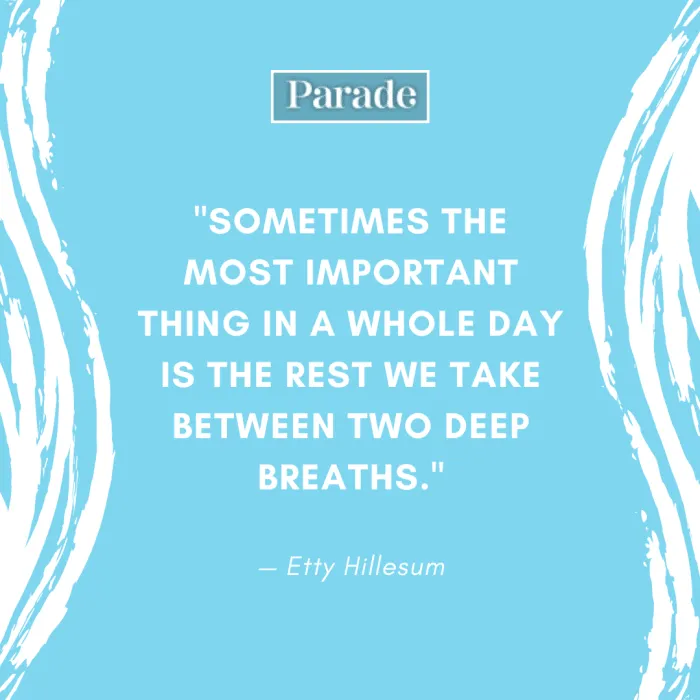 Parade
"SOMETIMES THE
MOST IMPORTANT
THING IN A WHOLE DAY
IS THE REST WE TAKE
BETWEEN TWO DEEP
BREATHS."
— Etty Hillesum